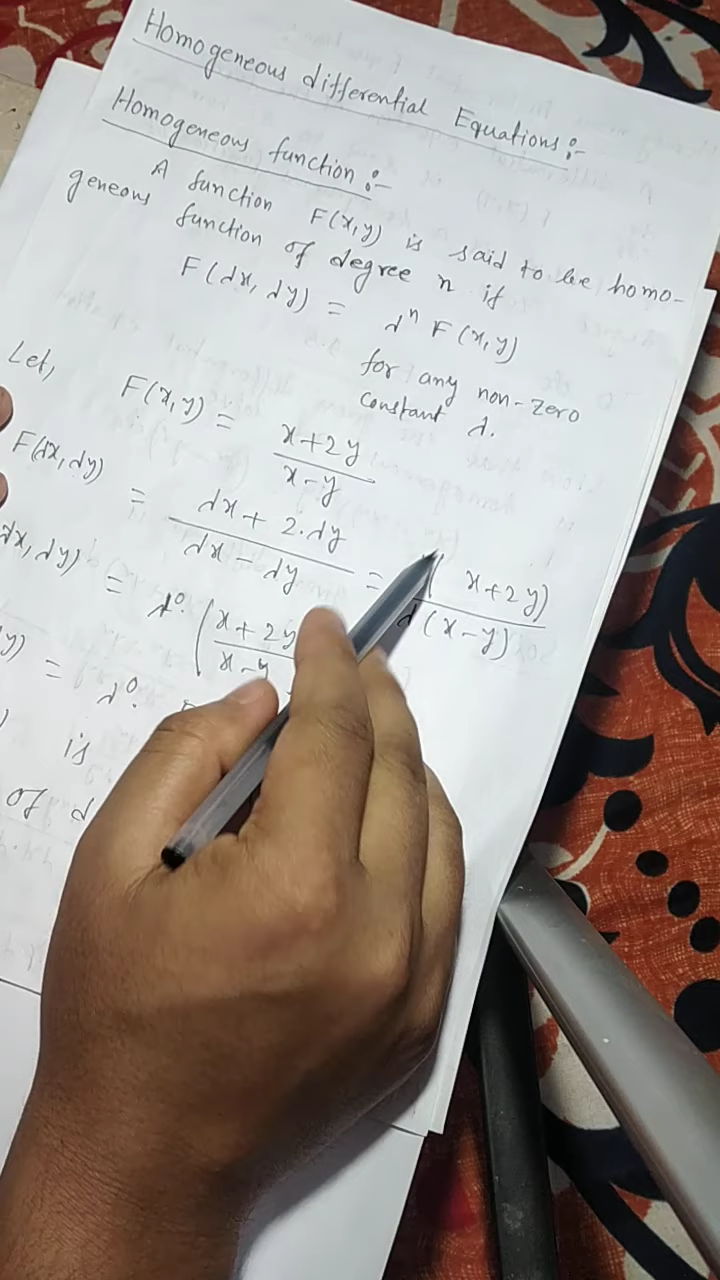 Homogeneous differential Equations :-
Homogeneous function :-
A function F(x,y) is said to be homo-
geneous function of degree n if
F(λx, λy) = λⁿ F(x,y)
for any non-zero
constant λ.
Let, F(x,y) = (x+2y)/(x-y)
F(λx, λy) = (λx + 2.λy)/(λx - λy) = ( x+2y)/λ(x-y)
λx, λy) = λ⁰. (x+2y/x-y
y) = λ⁰.
) is
of d